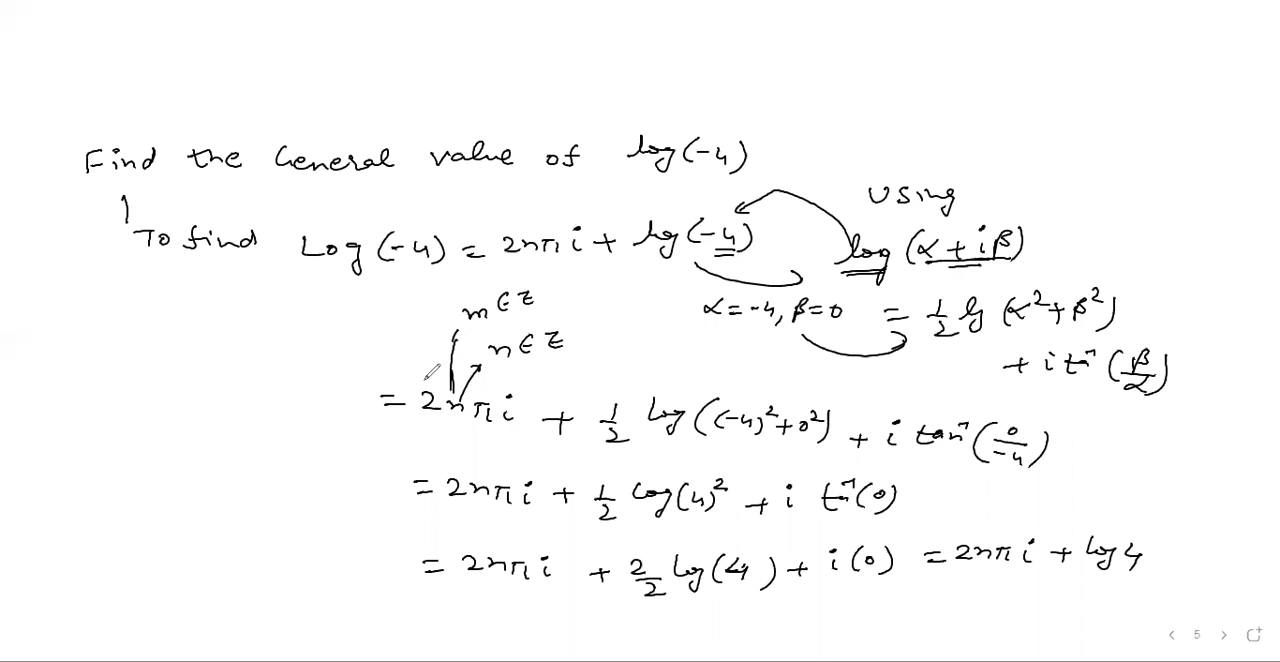 Find the General value of log(-4)
Using
To find Log(-4) = 2nπi + log(-4)
log(α + iβ)
α = -4, β = 0
= 1/2 log(α² + β²)
+ i tan⁻¹(β/α)
m ∈ Z
n ∈ Z
= 2nπi + 1/2 log((-4)² + 0²) + i tan⁻¹(0/-4)
= 2nπi + 1/2 log(4)² + i tan⁻¹(0)
= 2nπi + 2/2 log(4) + i(0) = 2nπi + log 4
5